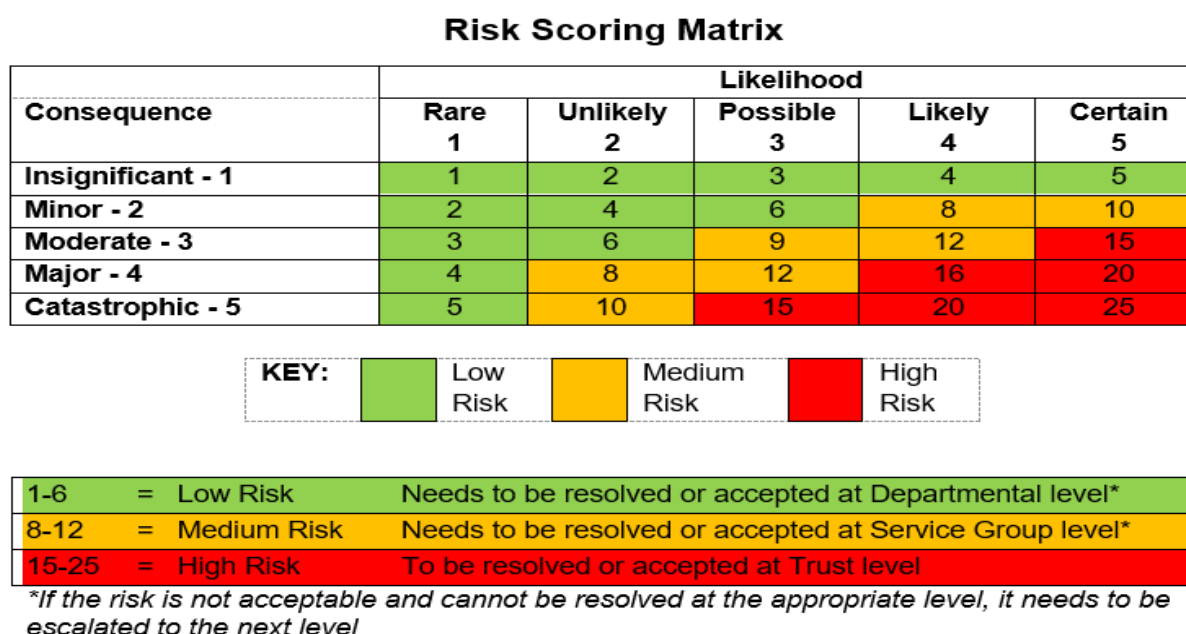 Risk Scoring Matrix
Likelihood
Consequence Rare Unlikely Possible Likely Certain
1 2 3 4 5
Insignificant - 1 1 2 3 4 5
Minor - 2 2 4 6 8 10
Moderate - 3 3 6 9 12 15
Major - 4 4 8 12 16 20
Catastrophic - 5 5 10 15 20 25
KEY: Low Medium High
Risk Risk Risk
1-6 = Low Risk Needs to be resolved or accepted at Departmental level*
8-12 = Medium Risk Needs to be resolved or accepted at Service Group level*
15-25 = High Risk To be resolved or accepted at Trust level
*If the risk is not acceptable and cannot be resolved at the appropriate level, it needs to be
escalated to the next level